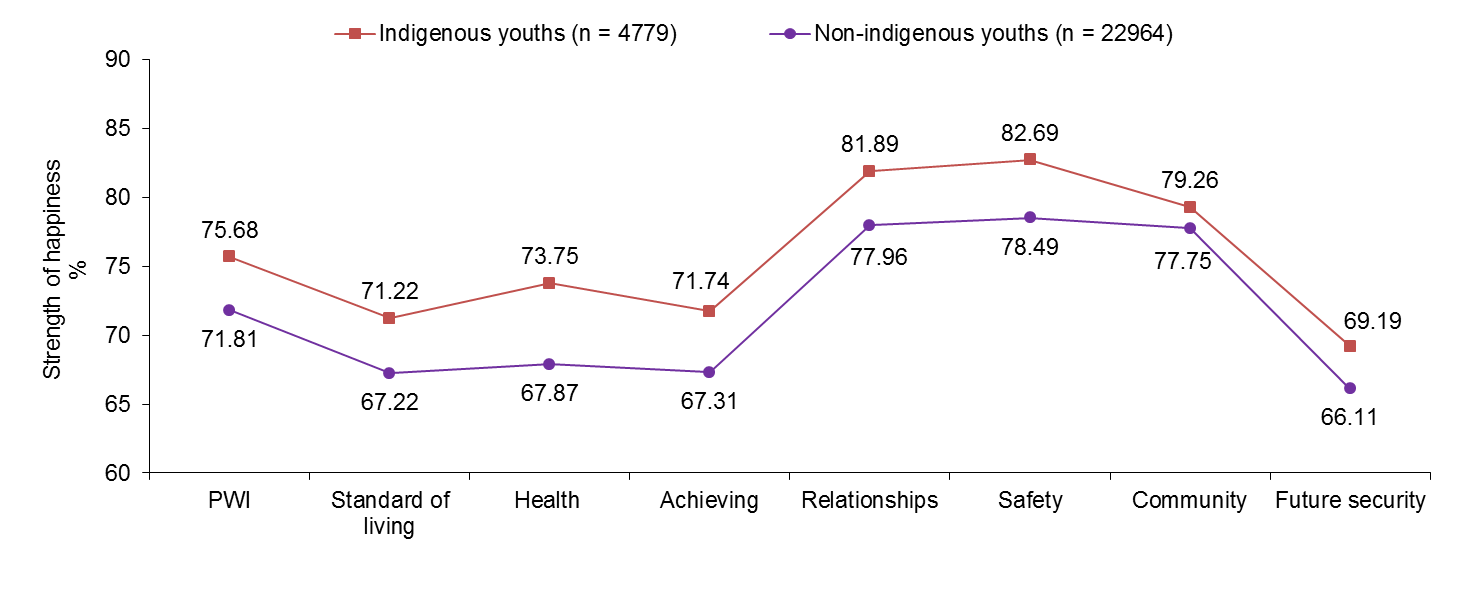 Indigenous youths (n = 4779)
Non-indigenous youths (n = 22964)
Strength of happiness
%
90
85
80
75
70
65
60
75.68
71.22
73.75
71.74
81.89
82.69
79.26
69.19
71.81
67.22
67.87
67.31
77.96
78.49
77.75
66.11
PWI
Standard of
living
Health
Achieving
Relationships
Safety
Community
Future security